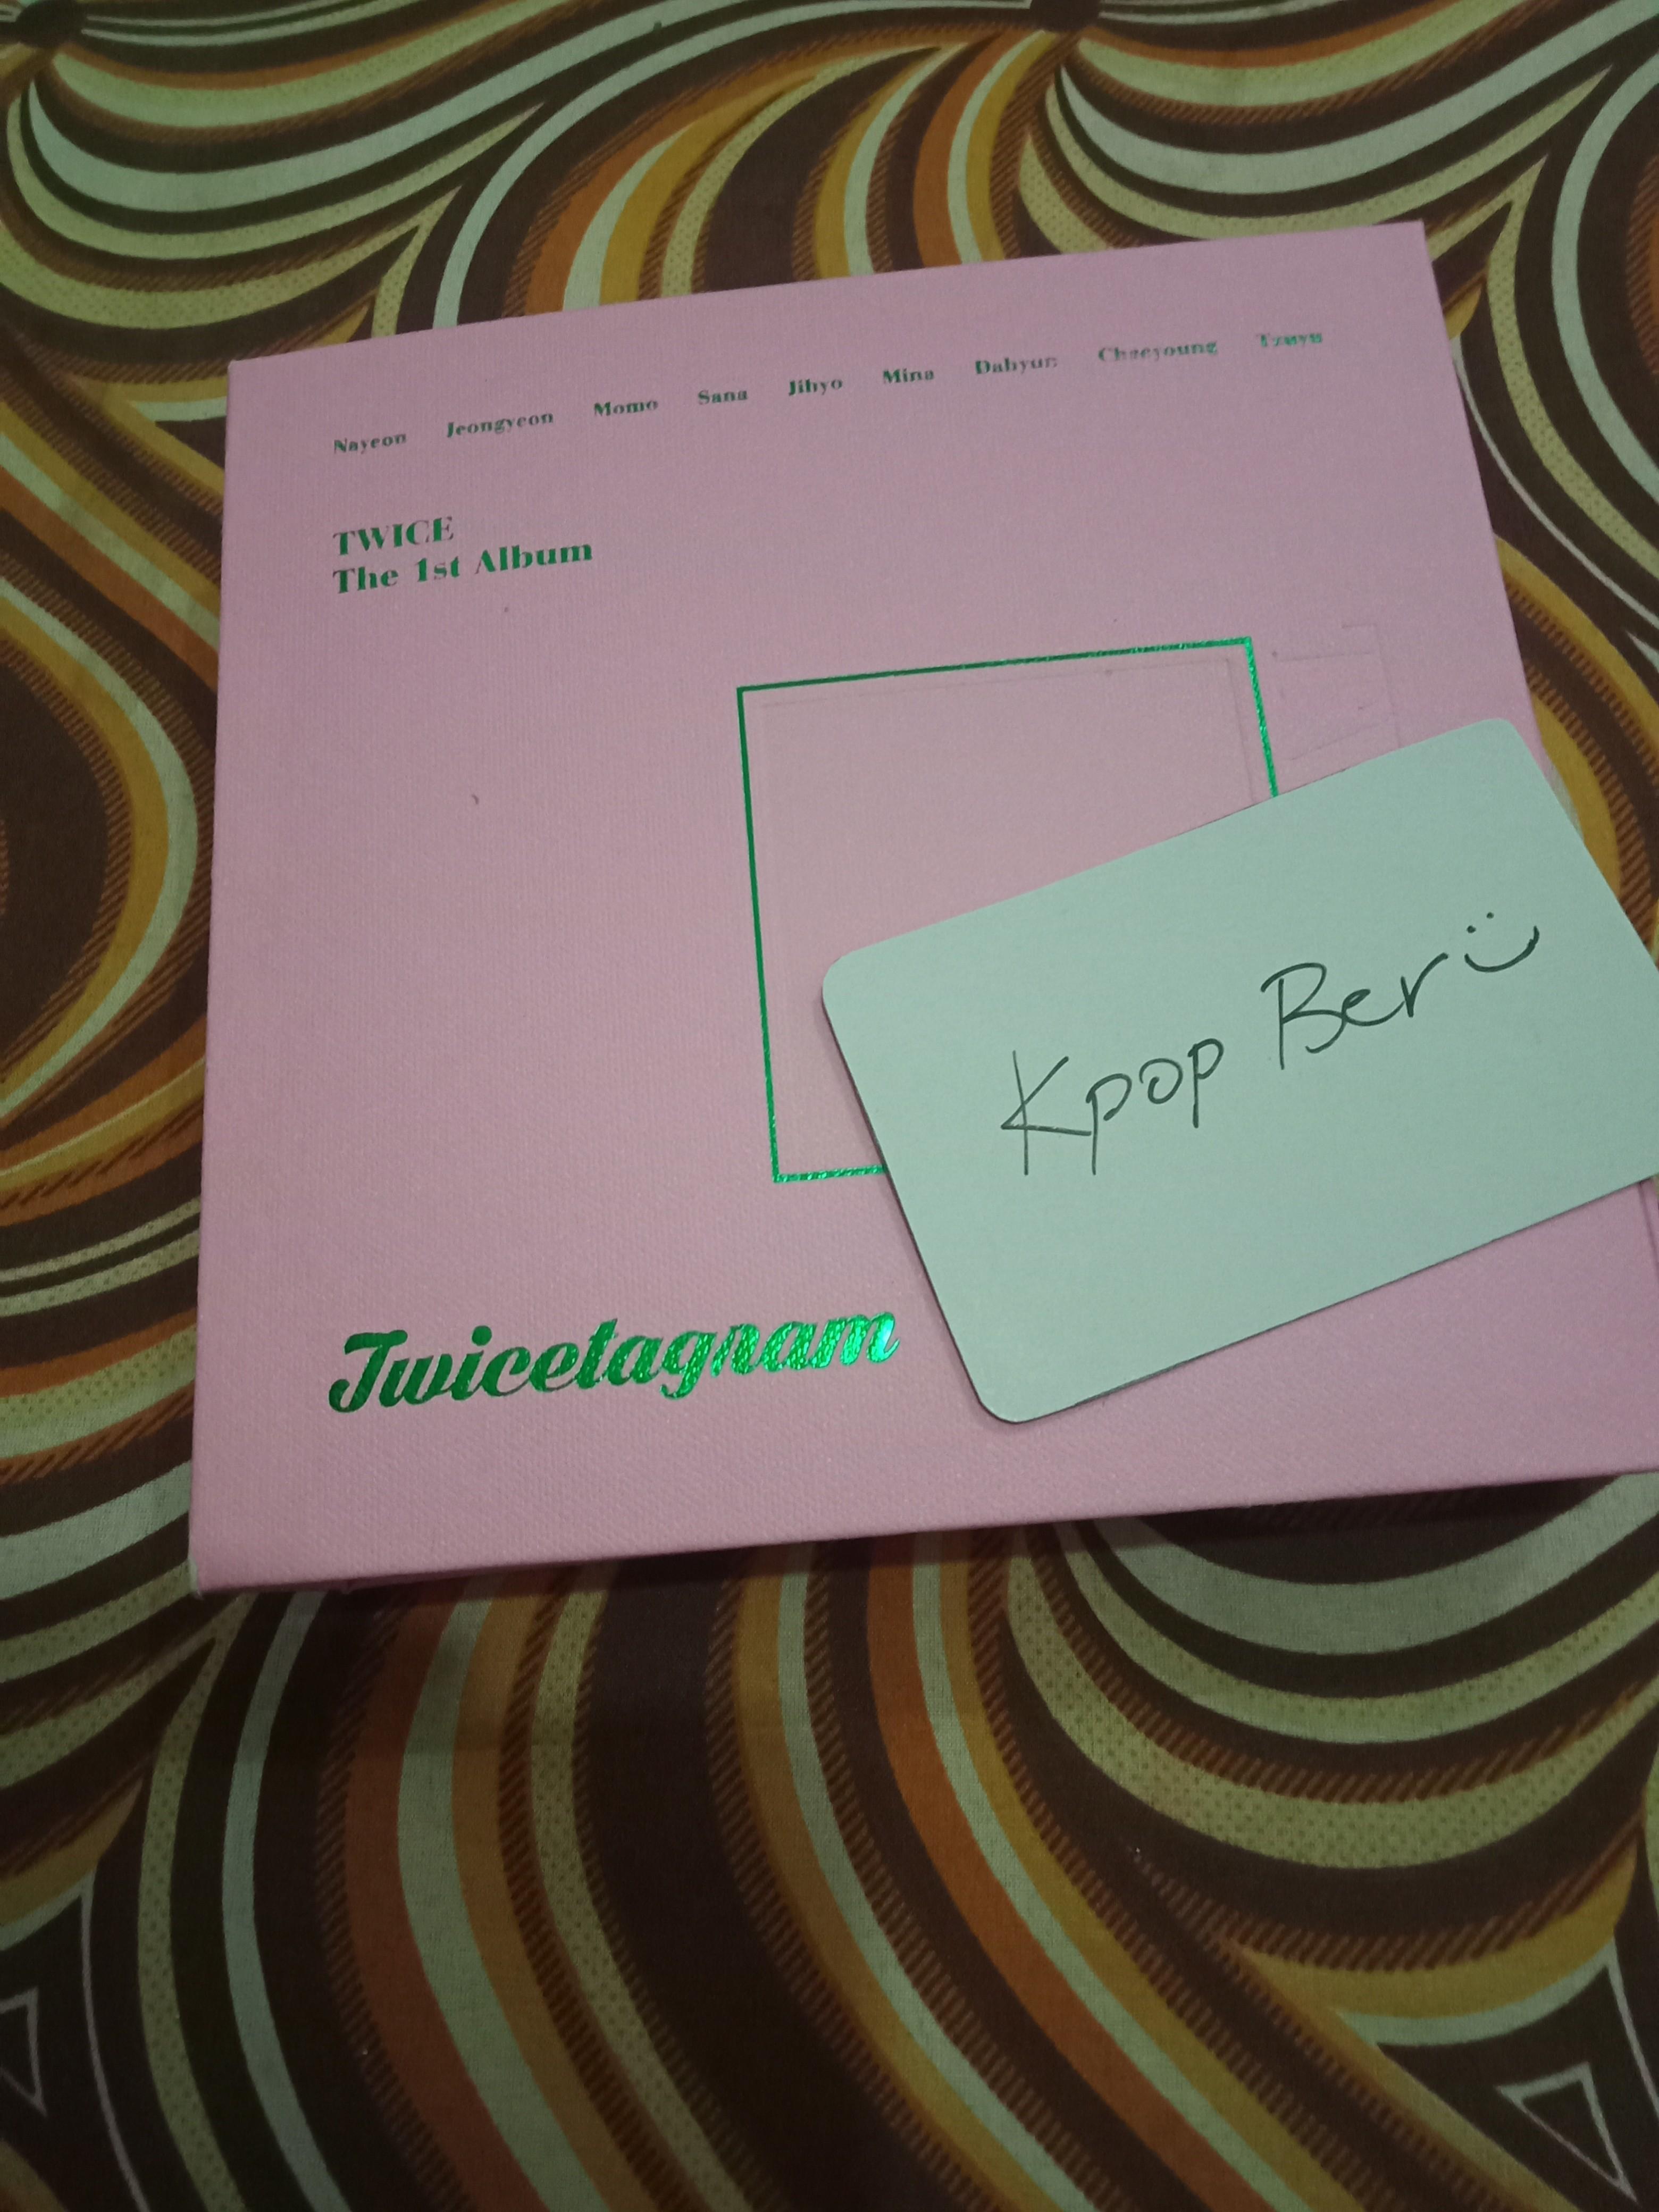 Nayeon Jeongyeon Momo Sana Jihyo Mina Dahyun Chaeyoung Tzuyu
TWICE
The 1st Album
Kpop Ber
Twicetagram